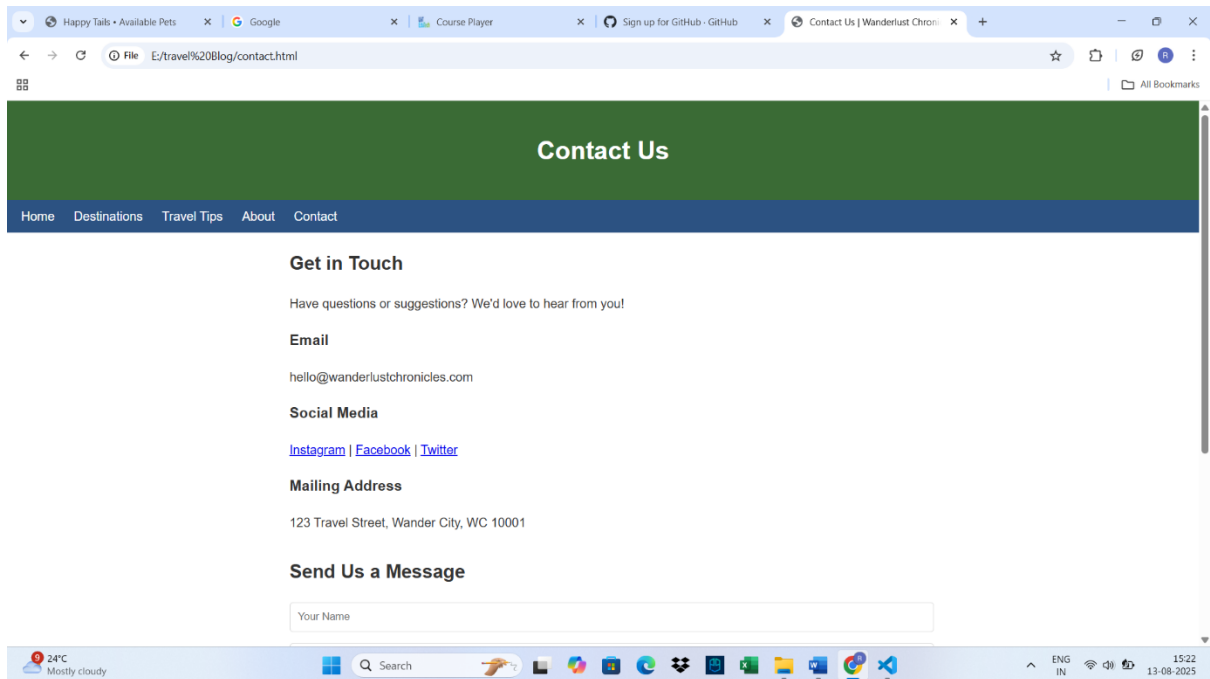 Happy Tails • Available Pets
Google
Course Player
Sign up for GitHub · GitHub
Contact Us | Wanderlust Chroni
File E:/travel%20Blog/contact.html
R
All Bookmarks
Contact Us
Home Destinations Travel Tips About Contact
Get in Touch
Have questions or suggestions? We'd love to hear from you!
Email
hello@wanderlustchronicles.com
Social Media
Instagram | Facebook | Twitter
Mailing Address
123 Travel Street, Wander City, WC 10001
Send Us a Message
Your Name
9
24°C
Mostly cloudy
Search
ENG
IN
15:22
13-08-2025